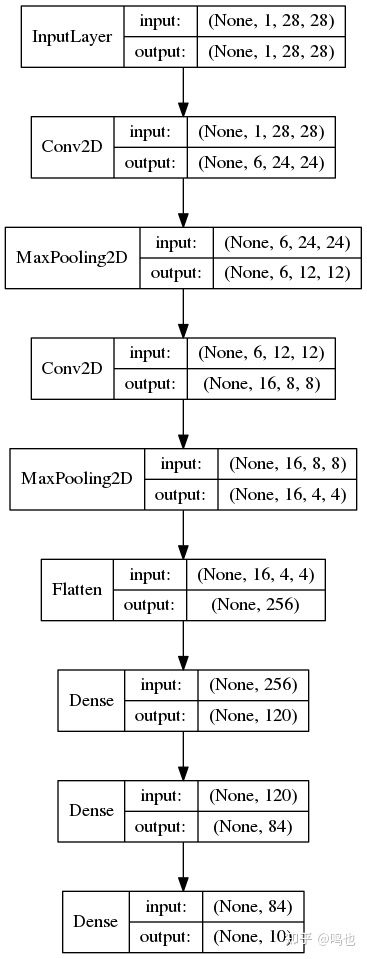 InputLayer
input: (None, 1, 28, 28)
output: (None, 1, 28, 28)
Conv2D
input: (None, 1, 28, 28)
output: (None, 6, 24, 24)
MaxPooling2D
input: (None, 6, 24, 24)
output: (None, 6, 12, 12)
Conv2D
input: (None, 6, 12, 12)
output: (None, 16, 8, 8)
MaxPooling2D
input: (None, 16, 8, 8)
output: (None, 16, 4, 4)
Flatten
input: (None, 16, 4, 4)
output: (None, 256)
Dense
input: (None, 256)
output: (None, 120)
Dense
input: (None, 120)
output: (None, 84)
Dense
input: (None, 84)
output: (None, 10)
知乎 @鸣也